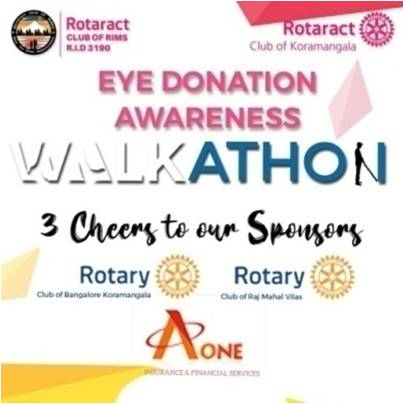 Rotaract
CLUB OF RIMS
R.I.D 3190
Rotaract
Club of Koramangala
EYE DONATION
AWARENESS
WALKATHON
3 Cheers to our Sponsors
Rotary
Club of Bangalore Koramangala
Rotary
Club of Raj Mahal Vilas
A ONE
INSURANCE & FINANCIAL SERVICES